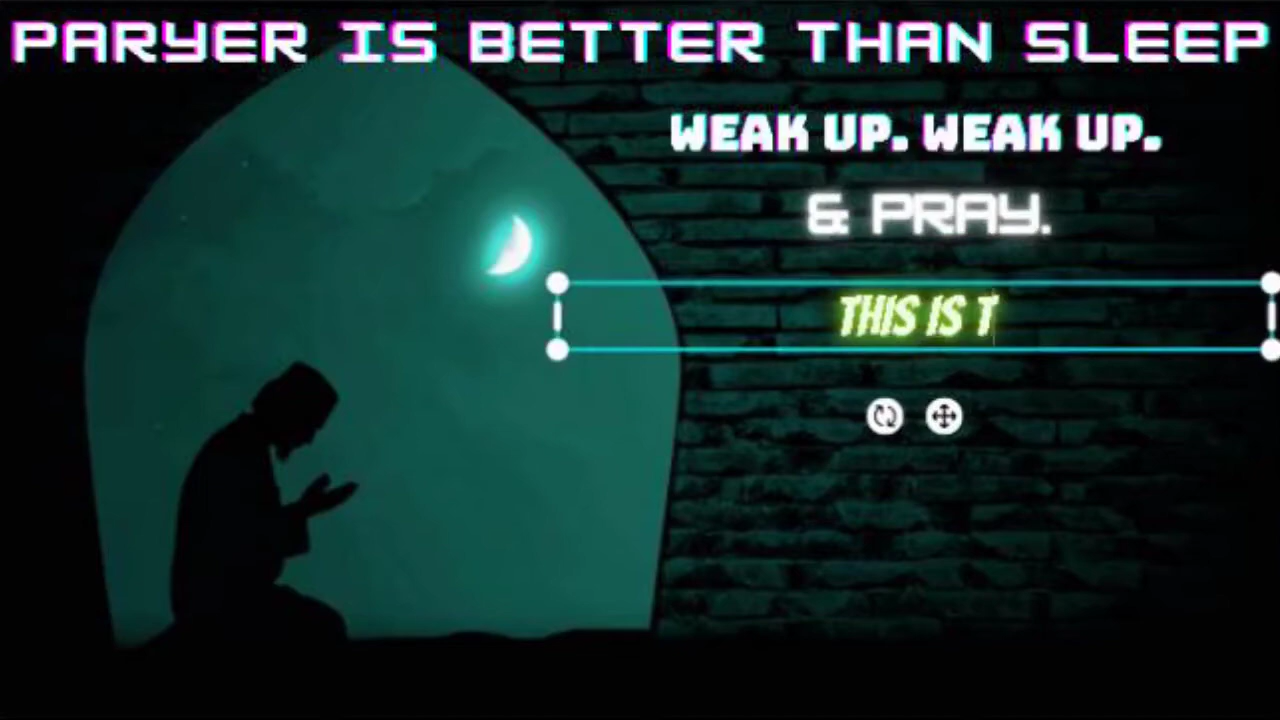 PARYER IS BETTER THAN SLEEP
WEAK UP. WEAK UP.
& PRAY.
THIS IS T